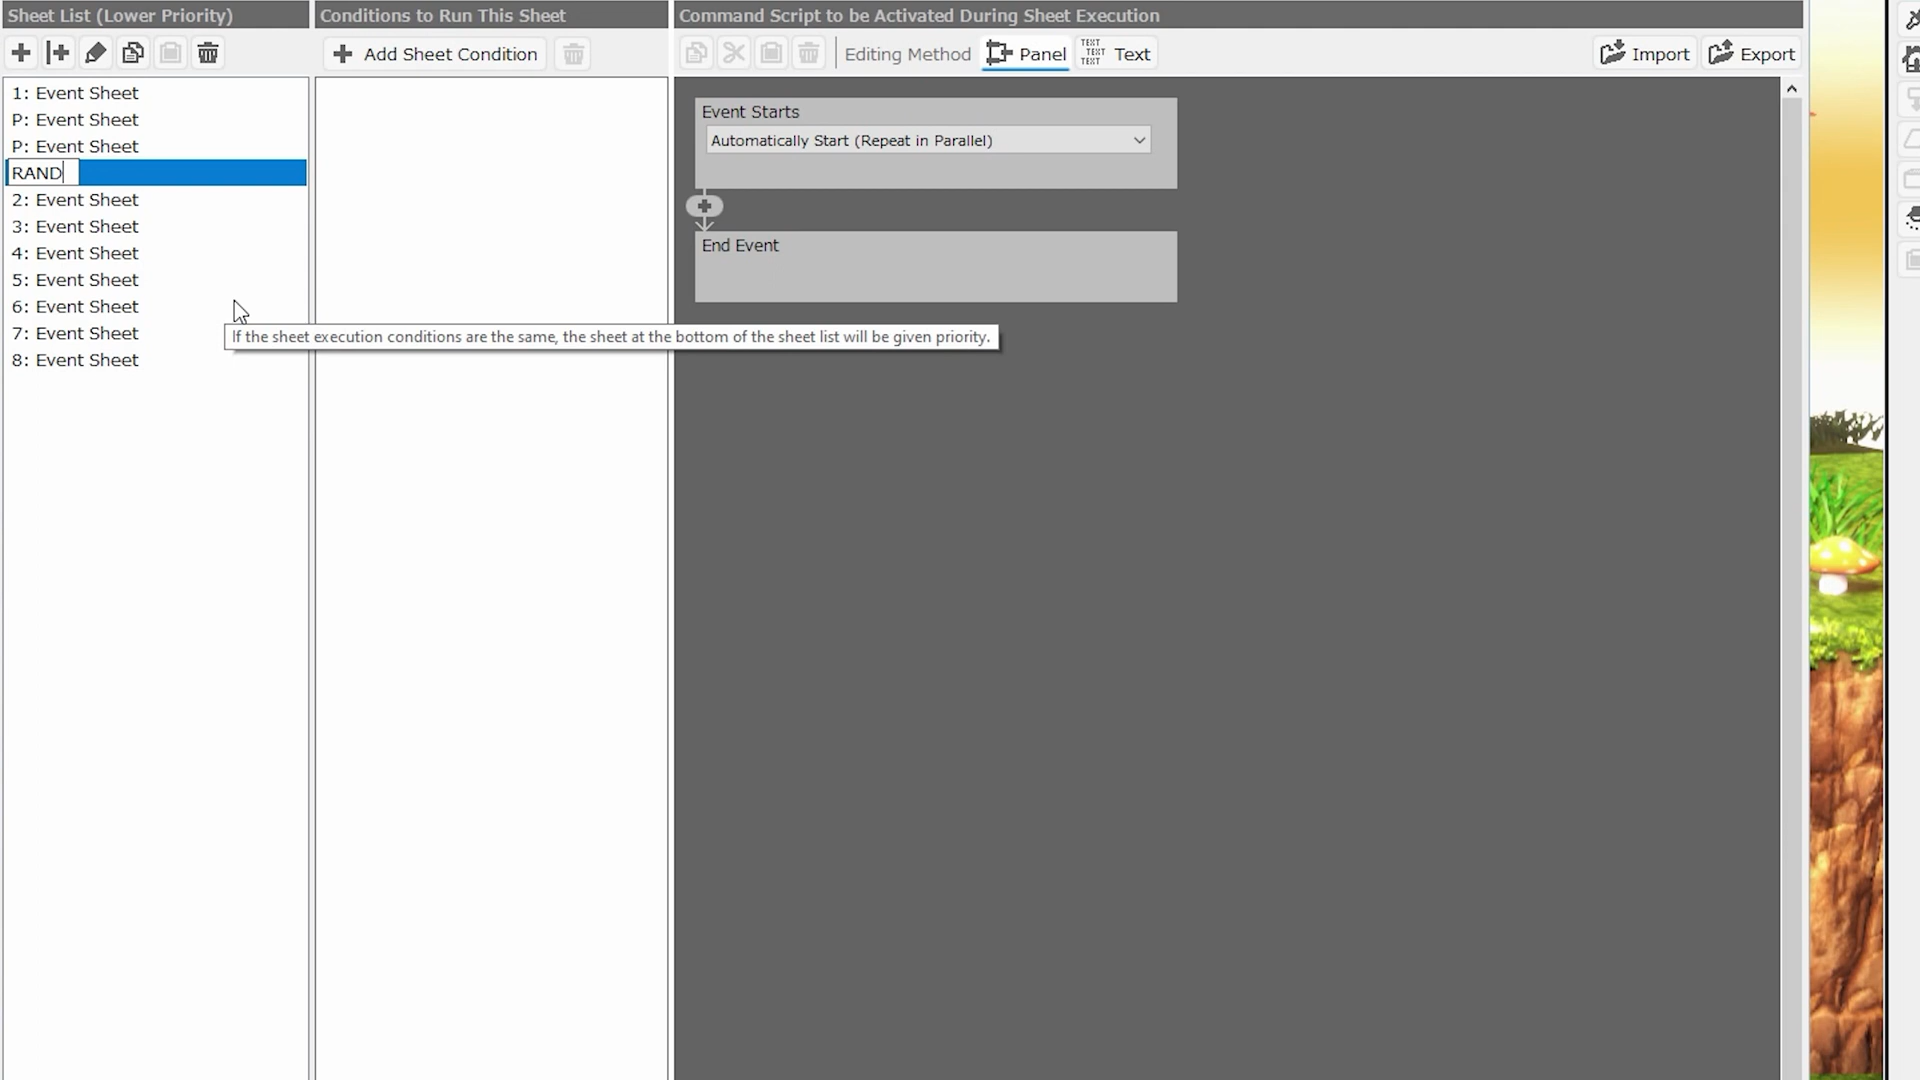 Sheet List (Lower Priority)
Conditions to Run This Sheet
Command Script to be Activated During Sheet Execution
Add Sheet Condition
Editing Method
Panel
TEXT
TEXT
TEXT
Text
Import
Export
1: Event Sheet
P: Event Sheet
P: Event Sheet
RAND
2: Event Sheet
3: Event Sheet
4: Event Sheet
5: Event Sheet
6: Event Sheet
7: Event Sheet
8: Event Sheet
Event Starts
Automatically Start (Repeat in Parallel)
End Event
If the sheet execution conditions are the same, the sheet at the bottom of the sheet list will be given priority.